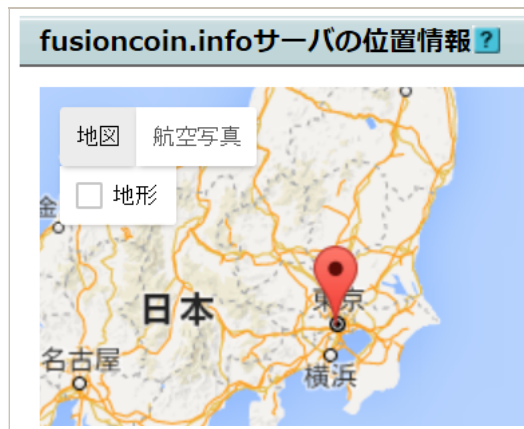 fusioncoin.infoサーバの位置情報?
地図 航空写真
地形
金
東京
日本
名古屋
横浜